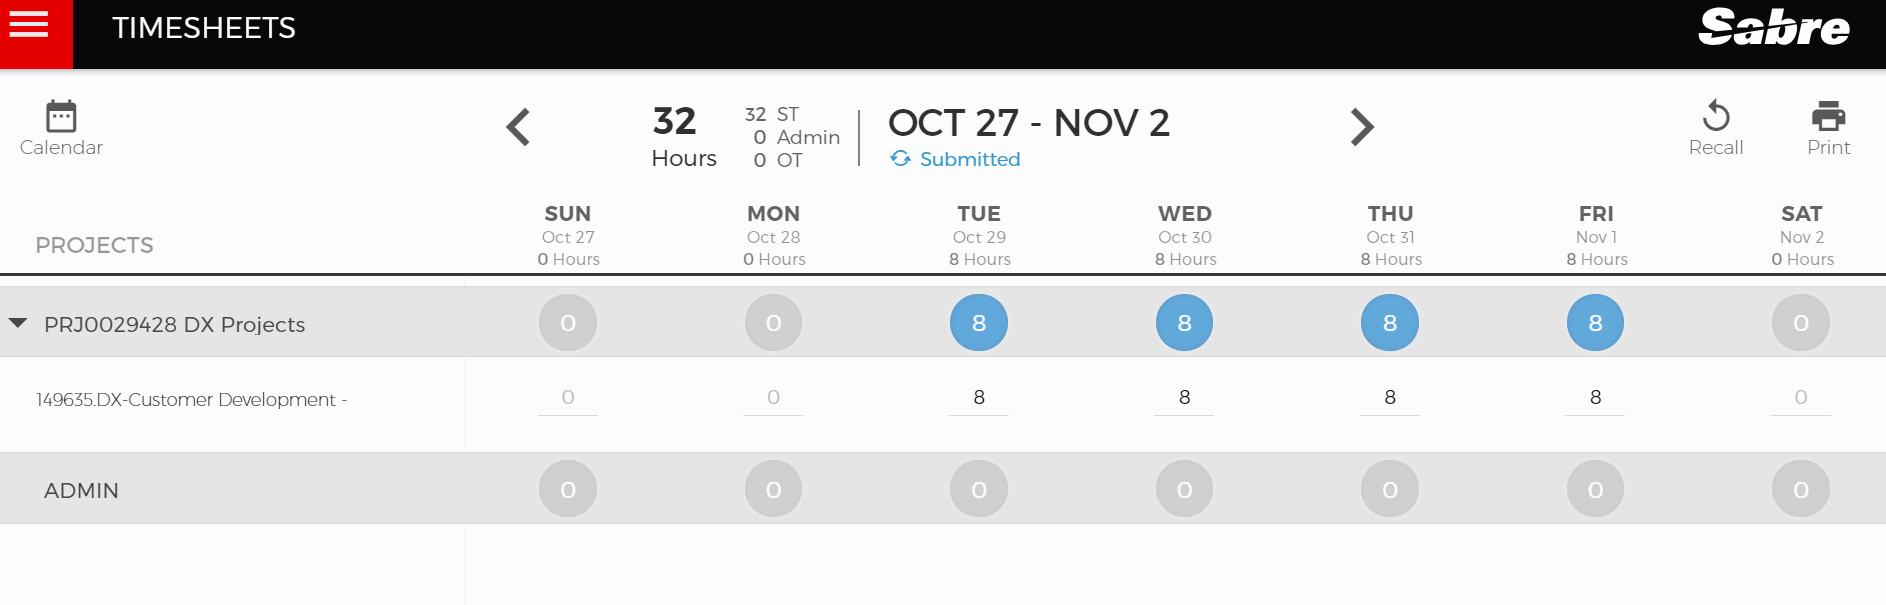 TIMESHEETS
Sabre
Calendar
32
Hours
32 ST
0 Admin
0 OT
OCT 27 - NOV 2
Submitted
Recall
Print
PROJECTS
SUN MON TUE WED THU FRI SAT
Oct 27 Oct 28 Oct 29 Oct 30 Oct 31 Nov 1 Nov 2
0 Hours 0 Hours 8 Hours 8 Hours 8 Hours 8 Hours 0 Hours
PRJ0029428 DX Projects 0 0 8 8 8 8 0
149635.DX-Customer Development - 0 0 8 8 8 8 0
ADMIN 0 0 0 0 0 0 0